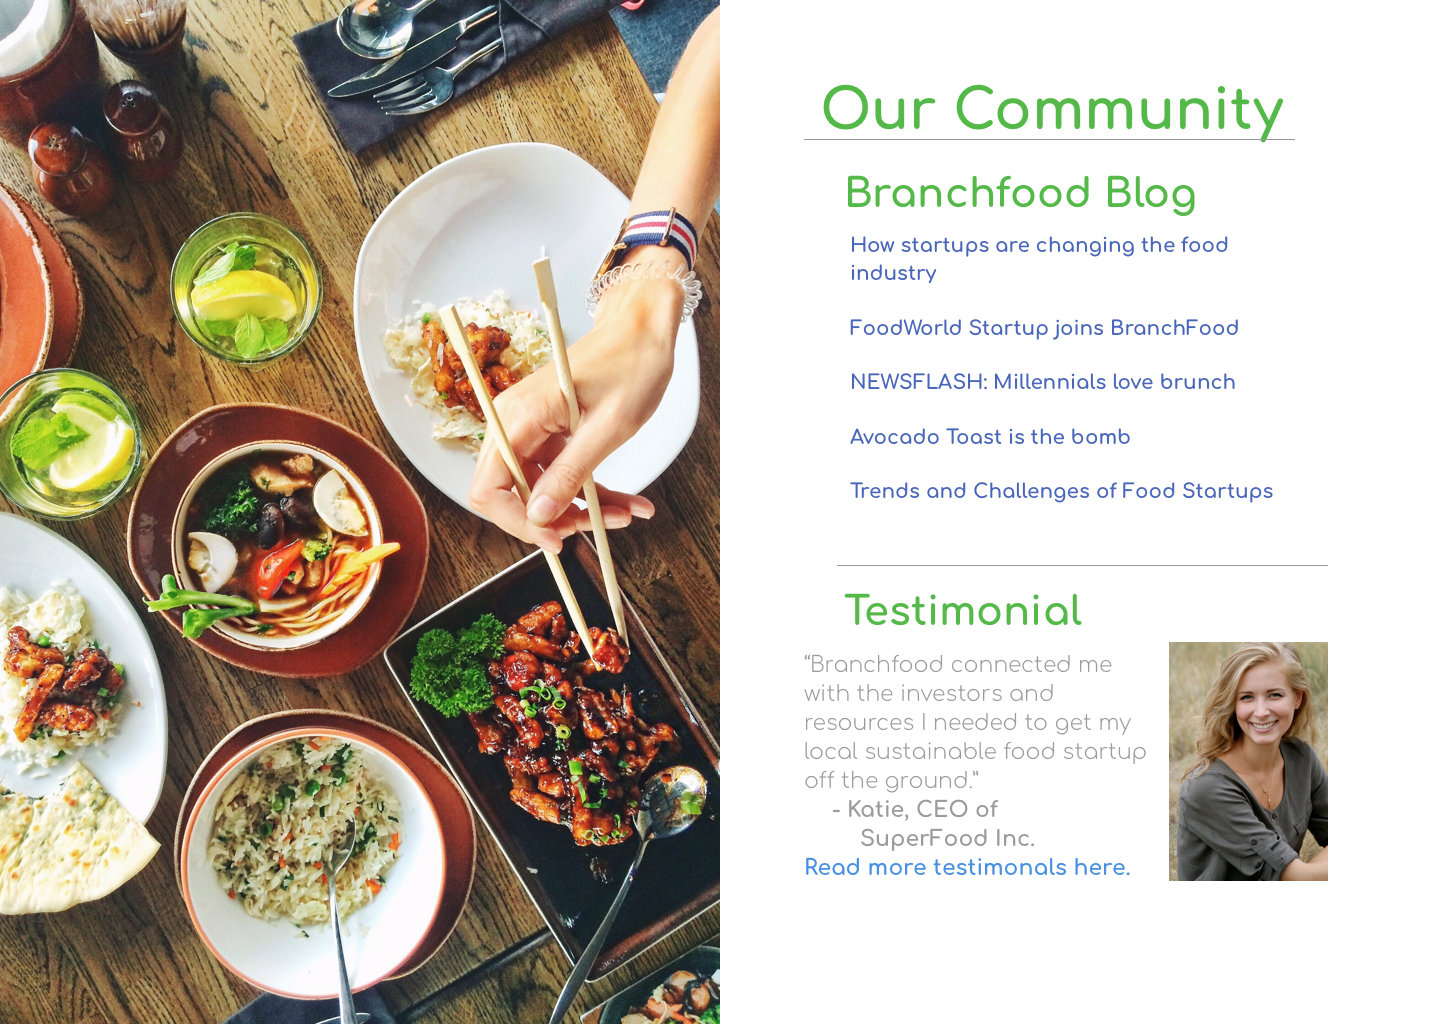 Our Community
Branchfood Blog
How startups are changing the food
industry
FoodWorld Startup joins BranchFood
NEWSFLASH: Millennials love brunch
Avocado Toast is the bomb
Trends and Challenges of Food Startups
Testimonial
“Branchfood connected me
with the investors and
resources I needed to get my
local sustainable food startup
off the ground.”
- Katie, CEO of
SuperFood Inc.
Read more testimonals here.